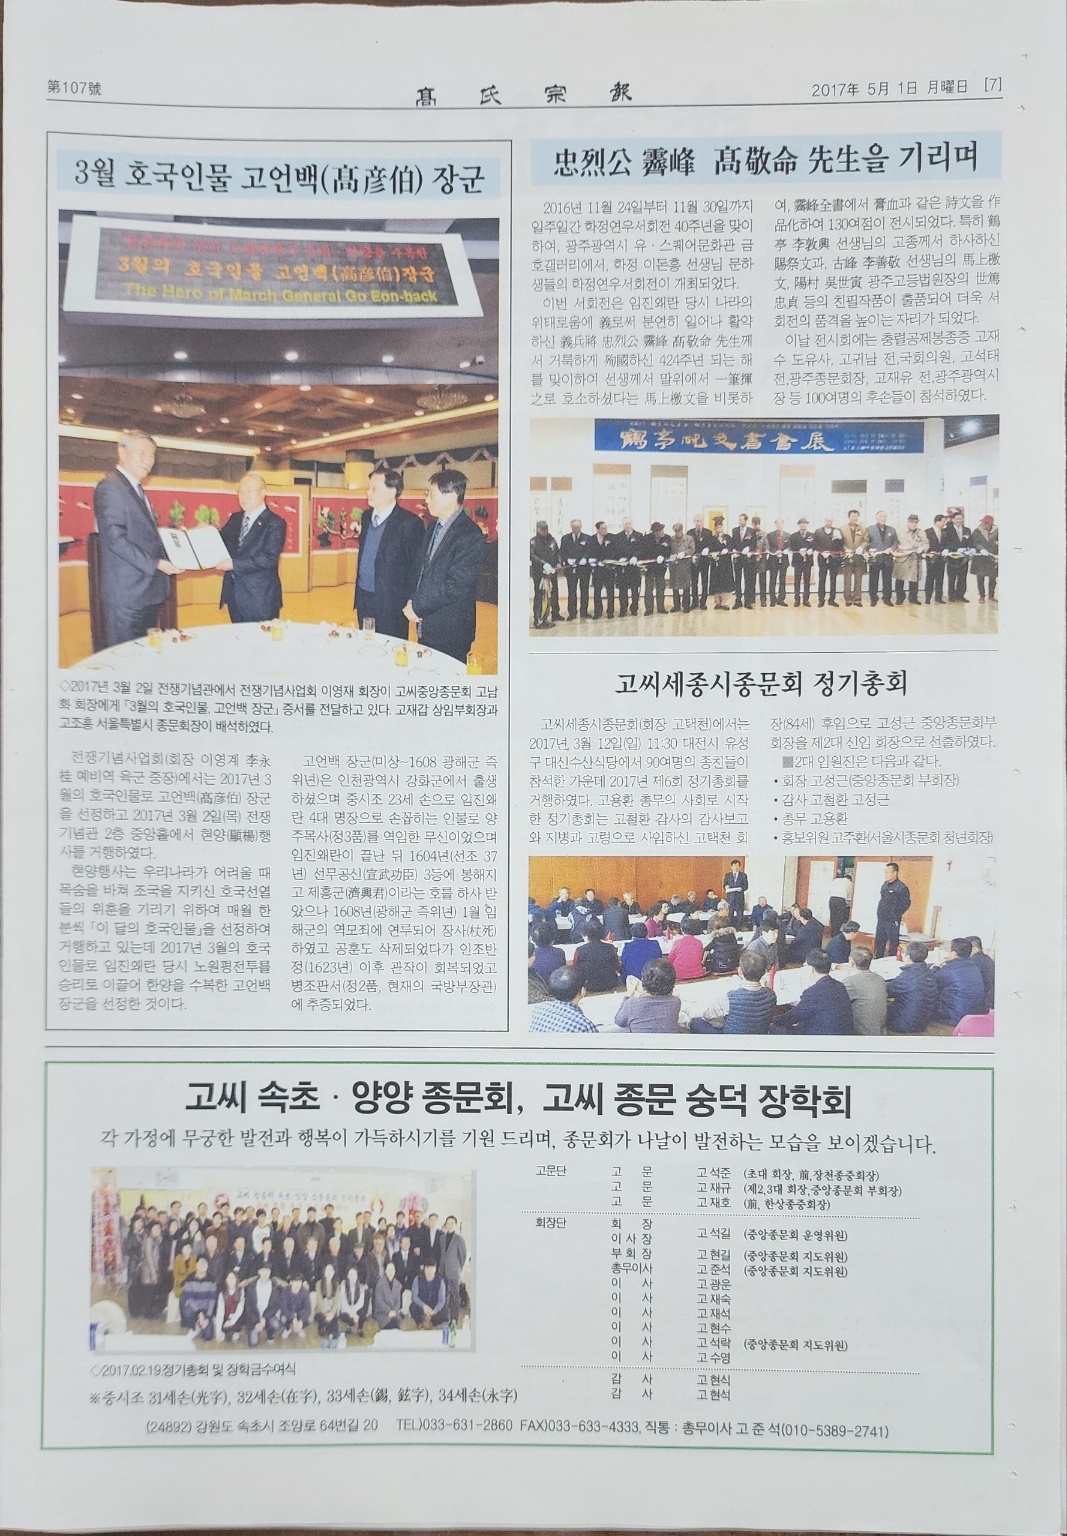 第107號
髙氏宗報
2017年 5月 1日 月曜日 [7]
3월 호국인물 고언백(髙彦伯) 장군
3월의 호국인물 고언백(髙彦伯)장군
The Hero of March General Go Eon-back
◇2017년 3월 2일 전쟁기념관에서 전쟁기념사업회 이영재 회장이 고씨중앙종문회 고남
화 회장에게 「3월의 호국인물, 고언백 장군」 증서를 전달하고 있다. 고재갑 상임부회장과
고조흥 서울특별시 종문회장이 배석하였다.
전쟁기념사업회(회장 이영계 李永
桂 예비역 육군 중장)에서는 2017년 3
월의 호국인물로 고언백(髙彦伯) 장군
을 선정하고 2017년 3월 2일(목) 전쟁
기념관 2층 중앙홀에서 현양(顯楊)행
사를 거행하였다.
현양행사는 우리나라가 어려울 때
목숨을 바쳐 조국을 지키신 호국선열
들의 위훈을 기리기 위하여 매월 한
분씩 「이 달의 호국인물」을 선정하여
거행하고 있는데 2017년 3월의 호국
인물로 임진왜란 당시 노원평전투를
승리로 이끌어 한양을 수복한 고언백
장군을 선정한 것이다.
고언백 장군(미상~1608 광해군 즉
위년)은 인천광역시 강화군에서 출생
하셨으며 중시조 23세 손으로 임진왜
란 4대 명장으로 손꼽히는 인물로 양
주목사(정3품)를 역임한 무신이었으며
임진왜란이 끝난 뒤 1604년(선조 37
년) 선무공신(宣武功臣) 3등에 봉해지
고 제흥군(濟興君)이라는 호를 하사 받
았으나 1608년(광해군 즉위년) 1월 임
해군의 역모죄에 연루되어 장사(杖死)
하였고 공훈도 삭제되었다가 인조반
정(1623년) 이후 관작이 회복되었고
병조판서(정2품, 현재의 국방부장관)
에 추증되었다.
忠烈公 霽峰 髙敬命 先生을 기리며
2016년 11월 24일부터 11월 30일까지
일주일간 학정연우서회전 40주년을 맞이
하여, 광주광역시 유·스퀘어문화관 금
호갤러리에서, 학정 이돈흥 선생님 문하
생들의 학정연우서회전이 개최되었다.
이번 서회전은 임진왜란 당시 나라의
위태로움에 義로써 분연히 일어나 활약
하신 義兵將 忠烈公 霽峰 髙敬命 先生께
서 거룩하게 殉國하신 424주년 되는 해
를 맞이하여 선생께서 말위에서 一筆揮
之로 호소하셨다는 馬上檄文을 비롯하
여, 霽峰全書에서 膏血과 같은 詩文을 作
品化하여 130여점이 전시되었다. 특히 鶴
亭 李敦興 선생님의 고종께서 하사하신
賜祭文과, 古峰 李善敬 선생님의 馬上檄
文, 陽村 吳世寅 광주고등법원장의 世篤
忠貞 등의 친필작품이 출품되어 더욱 서
회전의 품격을 높이는 자리가 되었다.
이날 전시회에는 충렬공제봉종중 고재
수 도유사, 고귀남 전,국회의원, 고석태
전,광주종문회장, 고재유 전,광주광역시
장 등 100여명의 후손들이 참석하였다.
鶴亭硯友書會展
고씨세종시종문회 정기총회
고씨세종시종문회(회장 고택천)에서는
2017년, 3월 12일(일) 11:30 대전시 유성
구 대신수산식당에서 90여명의 종친들이
참석한 가운데 2017년 제6회 정기총회를
거행하였다. 고용환 총무의 사회로 시작
한 정기총회는 고철환 감사의 감사보고
와 지병과 고령으로 사임하신 고택천 회
장(84세) 후임으로 고성근 중앙종문회부
회장을 제2대 신임 회장으로 선출하였다.
■2대 임원진은 다음과 같다.
• 회장 고성근(중앙종문회 부회장)
• 감사 고철환 고정근
• 총무 고용환
• 홍보위원 고주환(서울시종문회 청년회장)
고씨 속초 · 양양 종문회, 고씨 종문 숭덕 장학회
각 가정에 무궁한 발전과 행복이 가득하시기를 기원 드리며, 종문회가 나날이 발전하는 모습을 보이겠습니다.
고씨 종문회 속초 양양 종문총회 정기총회
◇2017.02.19정기총회 및 장학금수여식
※중시조 31세손(光字), 32세손(在字), 33세손(錫, 鉉字), 34세손(永字)
고문단 고 문 고석준 (초대 회장, 前,장천종중회장)
고 문 고재규 (제2,3대 회장,중앙종문회 부회장)
고 문 고재호 (前, 한상종중회장)
회장단 회 장
이 사 장 고석길 (중앙종문회 운영위원)
부 회 장 고현길 (중앙종문회 지도위원)
총무이사 고준석 (중앙종문회 지도위원)
이 사 고광운
이 사 고재숙
이 사 고재석
이 사 고현수
이 사 고석락 (중앙종문회 지도위원)
이 사 고수영
감 사 고현식
감 사 고현석
(24892) 강원도 속초시 조양로 64번길 20 TEL)033-631-2860 FAX)033-633-4333, 직통 : 총무이사 고 준 석(010-5389-2741)